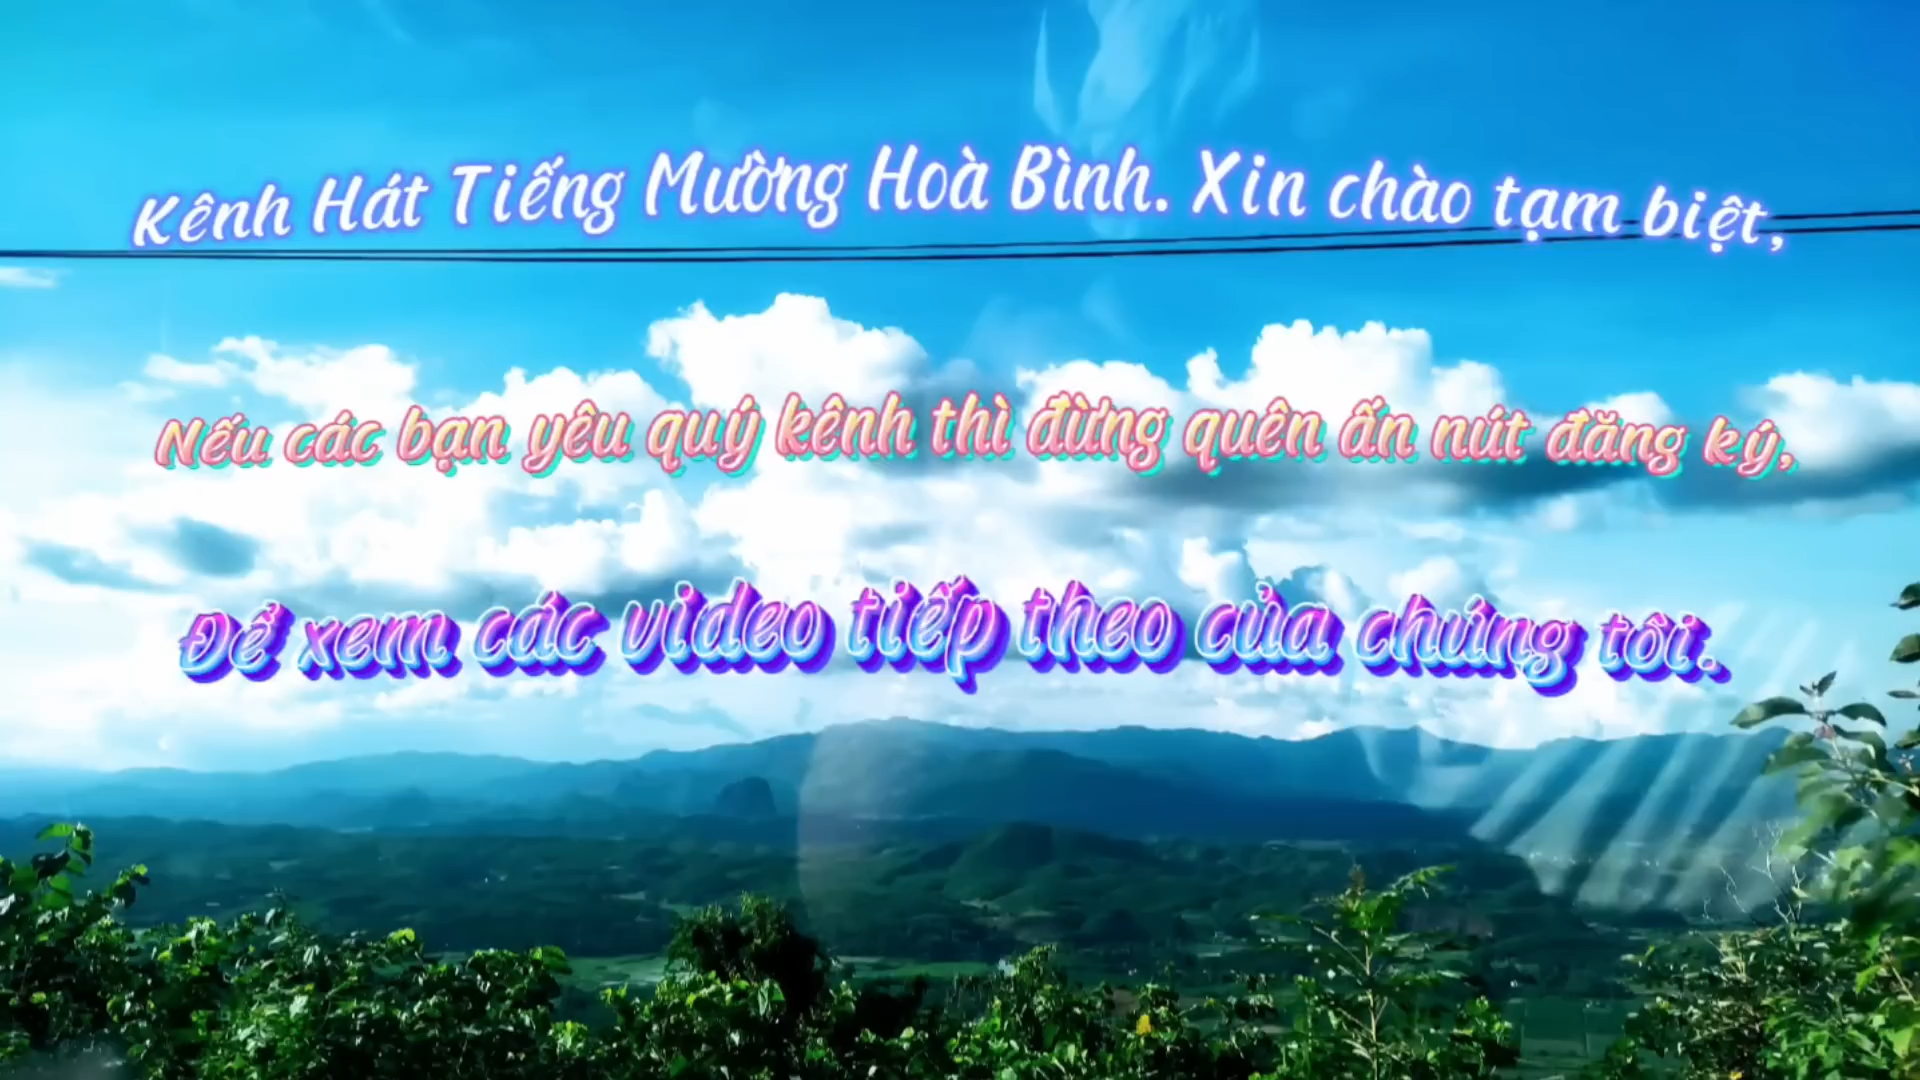 Kênh Hát Tiếng Mường Hoà Bình. Xin chào tạm biệt,
Nếu các bạn yêu quý kênh thì đừng quên ấn nút đăng ký,
Để xem các video tiếp theo của chúng tôi.